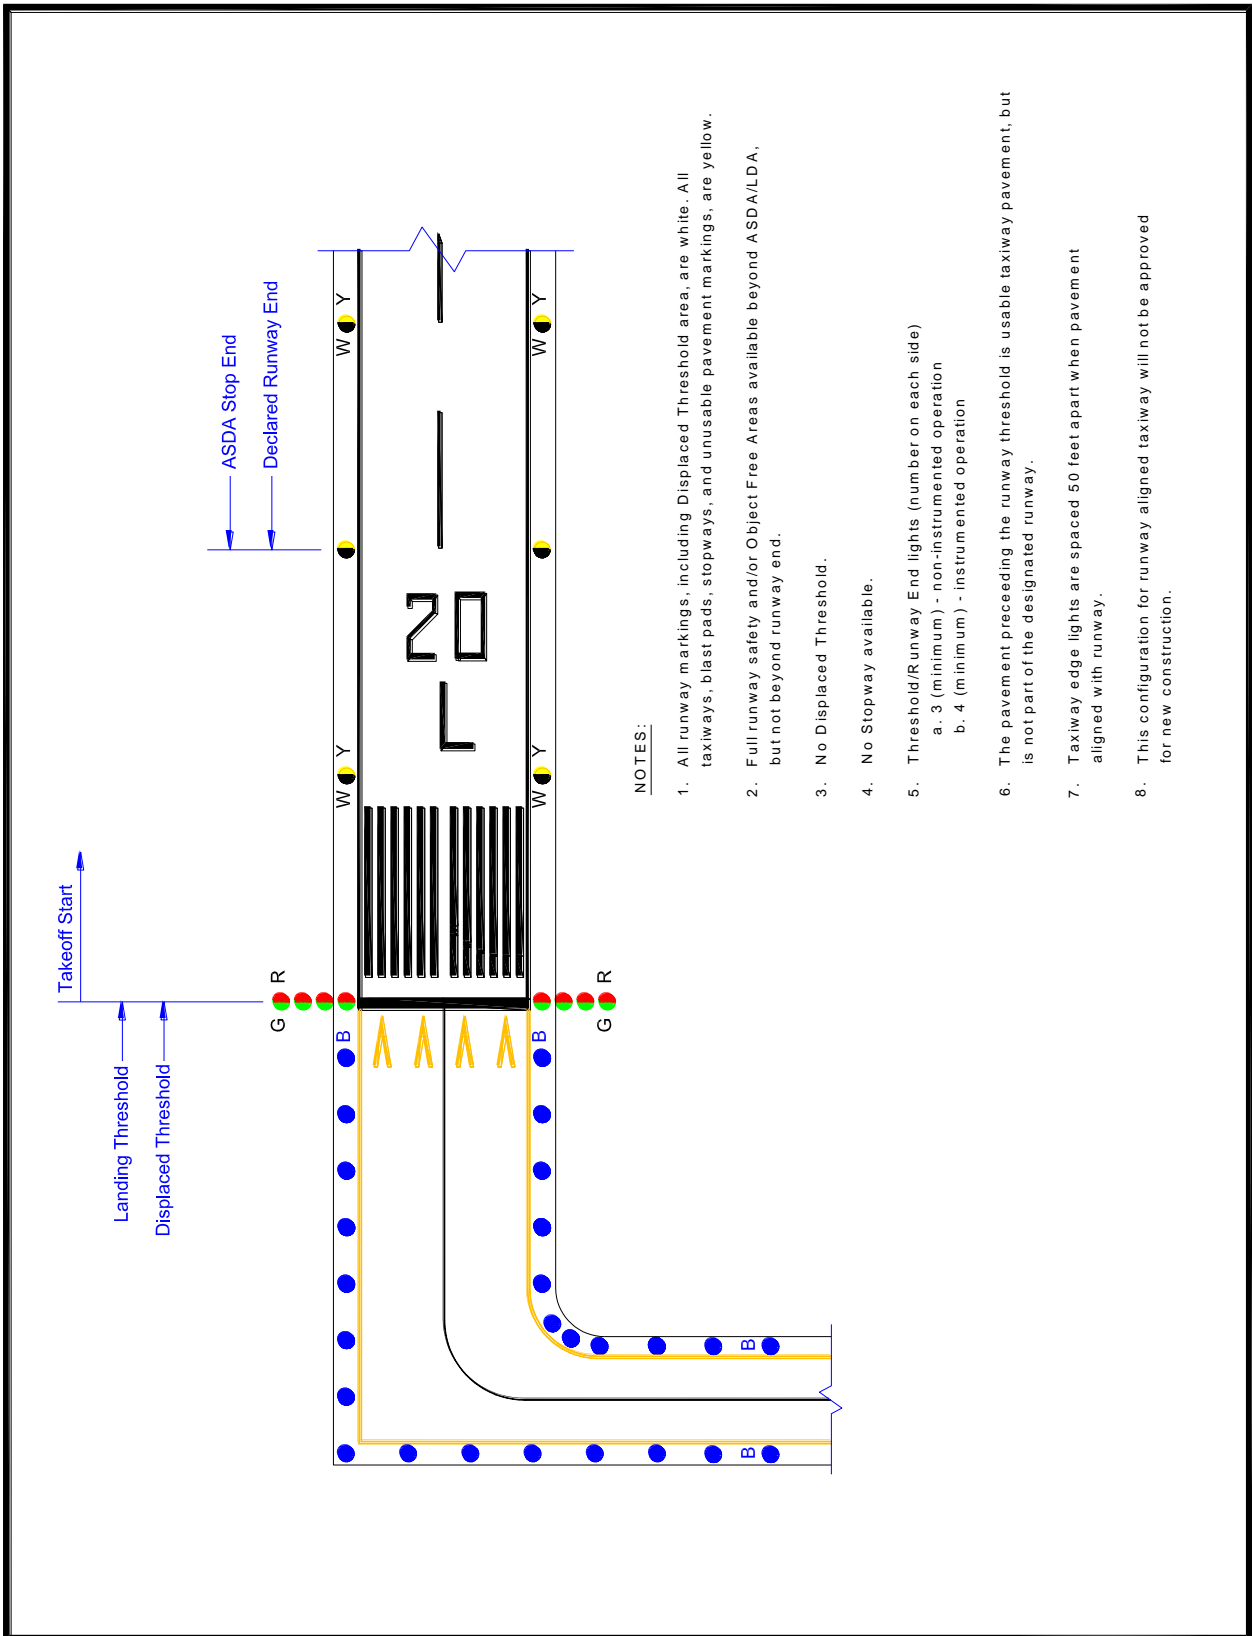 Takeoff Start
Landing Threshold
Displaced Threshold
ASDA Stop End
Declared Runway End
G R
B
W Y
W Y
20
L
B
G R
W Y
W Y
B
B
NOTES:
1. All runway markings, including Displaced Threshold area, are white. All
taxiways, blast pads, stopways, and unusable pavement markings, are yellow.
2. Full runway safety and/or Object Free Areas available beyond ASDA/LDA,
but not beyond runway end.
3. No Displaced Threshold.
4. No Stopway available.
5. Threshold/Runway End lights (number on each side)
a. 3 (minimum) - non-instrumented operation
b. 4 (minimum) - instrumented operation
6. The pavement preceeding the runway threshold is usable taxiway pavement, but
is not part of the designated runway.
7. Taxiway edge lights are spaced 50 feet apart when pavement
aligned with runway.
8. This configuration for runway aligned taxiway will not be approved
for new construction.